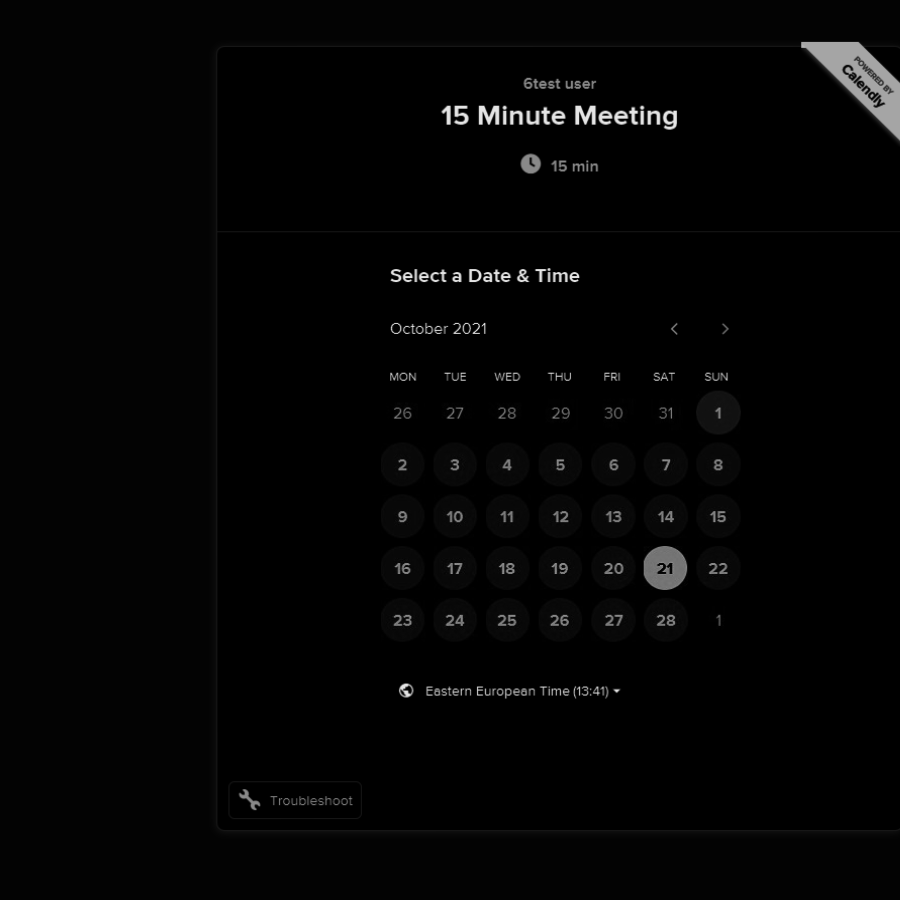 POWERED BY
Calendly
6test user
15 Minute Meeting
15 min
Select a Date & Time
October 2021
MON TUE WED THU FRI SAT SUN
26 27 28 29 30 31 1
2 3 4 5 6 7 8
9 10 11 12 13 14 15
16 17 18 19 20 21 22
23 24 25 26 27 28 1
Eastern European Time (13:41)
Troubleshoot